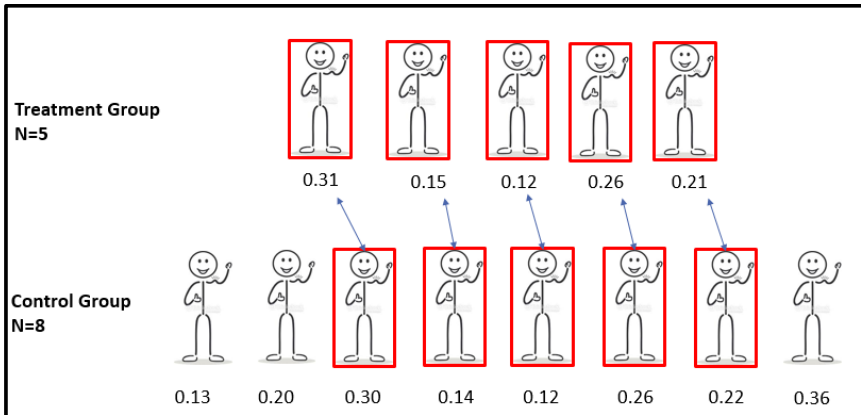 Treatment Group
N=5
0.31 0.15 0.12 0.26 0.21
Control Group
N=8
0.13 0.20 0.30 0.14 0.12 0.26 0.22 0.36